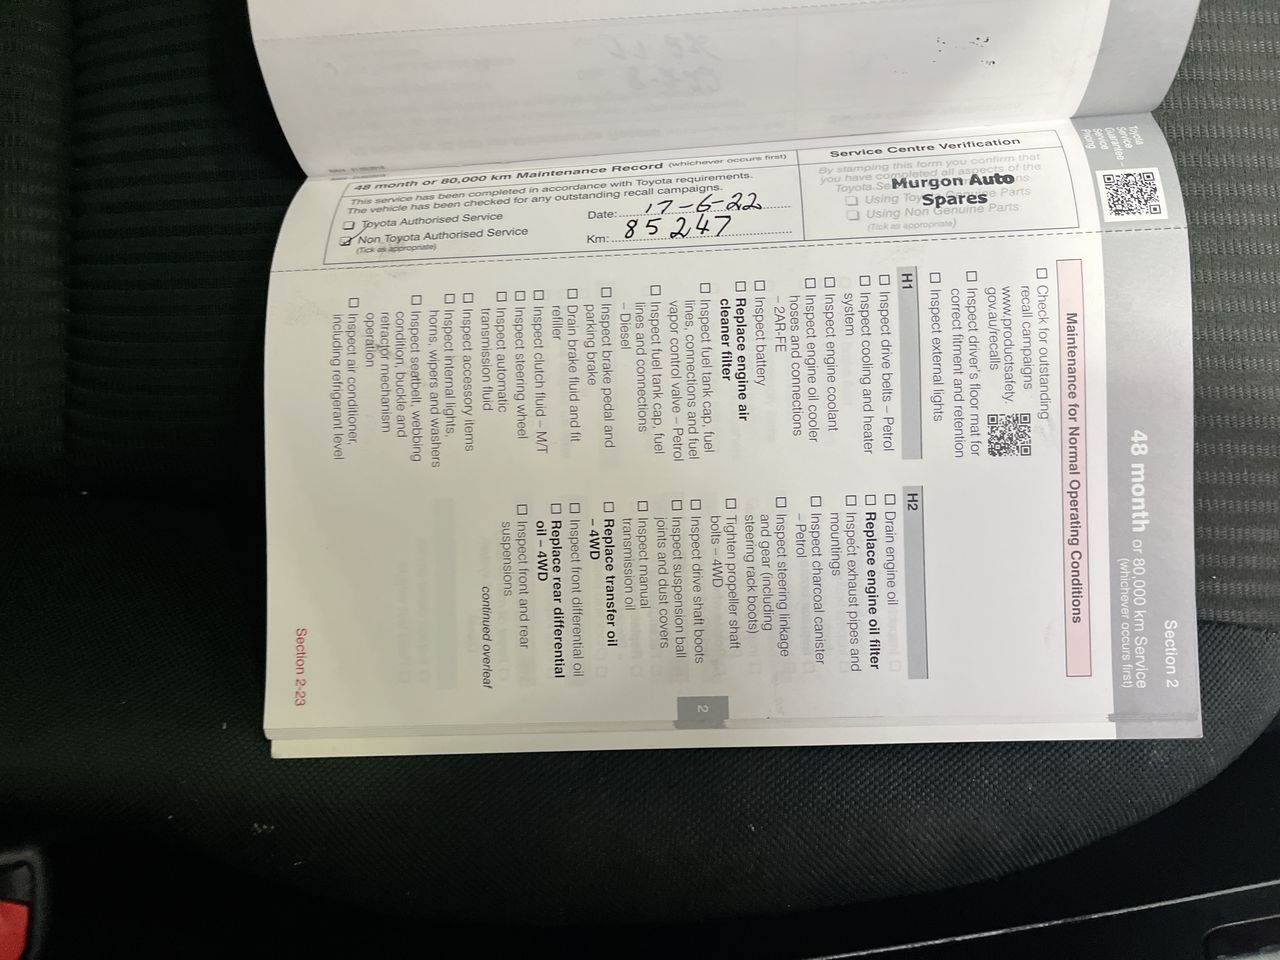 Section 2
48 month or 80,000 km Service
(whichever occurs first)
Toyota
Service
Guarantee –
Service
Pricing
48 month or 80,000 km Maintenance Record (whichever occurs first)
This service has been completed in accordance with Toyota requirements.
The vehicle has been checked for any outstanding recall campaigns.
Toyota Authorised Service
Non Toyota Authorised Service
(Tick as appropriate)
Date: 17-6-22
Km: 85247
Service Centre Verification
By stamping this form you confirm that
you have completed all aspects of the
Murgon Auto
Spares
Using Non Genuine Parts
(Tick as appropriate)
Maintenance for Normal Operating Conditions
Check for outstanding
recall campaigns
www.productsafety.
gov.au/recalls
Inspect driver's floor mat for
correct fitment and retention
Inspect external lights
H1
Inspect drive belts – Petrol
Inspect cooling and heater
system
Inspect engine coolant
Inspect engine oil cooler
hoses and connections
– 2AR-FE
Inspect battery
Replace engine air
cleaner filter
Inspect fuel tank cap, fuel
lines, connections and fuel
vapor control valve – Petrol
Inspect fuel tank cap, fuel
lines and connections
– Diesel
Inspect brake pedal and
parking brake
Drain brake fluid and fit
refiller
Inspect clutch fluid – M/T
Inspect steering wheel
Inspect automatic
transmission fluid
Inspect accessory items
Inspect internal lights,
horns, wipers and washers
Inspect seatbelt, webbing
condition, buckle and
retractor mechanism
operation
Inspect air conditioner,
including refrigerant level
H2
Drain engine oil
Replace engine oil filter
Inspect exhaust pipes and
mountings
Inspect charcoal canister
– Petrol
Inspect steering linkage
and gear (including
steering rack boots)
Tighten propeller shaft
bolts – 4WD
Inspect drive shaft boots
Inspect suspension ball
joints and dust covers
Inspect manual
transmission oil
Replace transfer oil
– 4WD
Inspect front differential oil
Replace rear differential
oil – 4WD
Inspect front and rear
suspensions
continued overleaf
2
Section 2-23